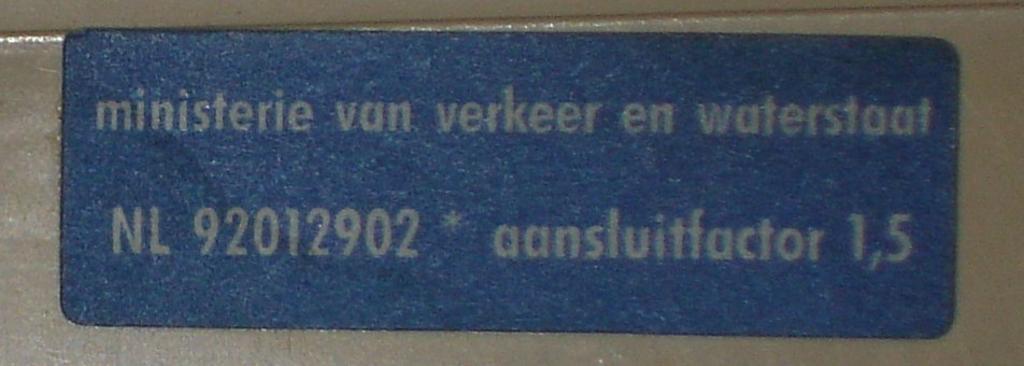 ministerie van verkeer en waterstaat
NL 92012902 * aansluitfactor 1,5